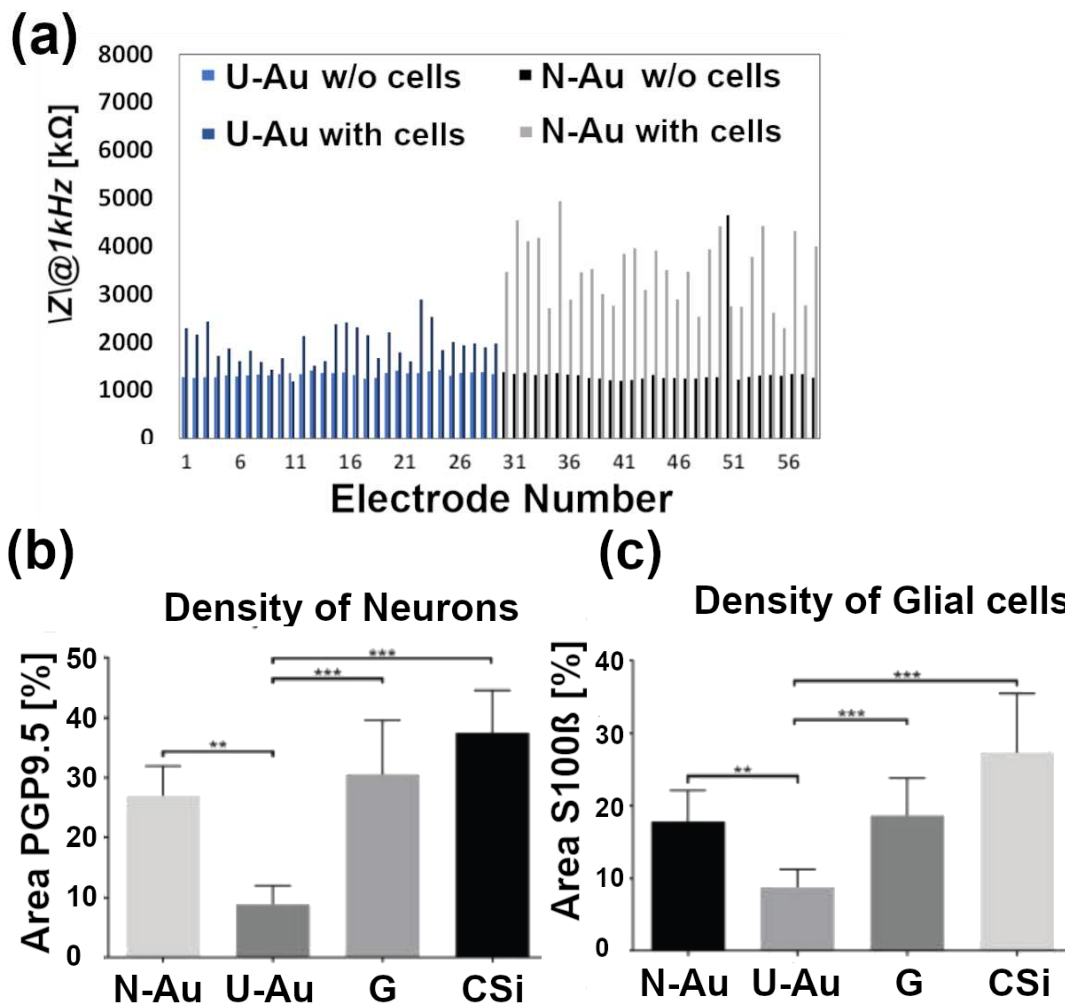 (a)
8000
7000
6000
5000
4000
3000
2000
1000
0
|Z|@1kHz [kΩ]
U-Au w/o cells
N-Au w/o cells
U-Au with cells
N-Au with cells
1 6 11 16 21 26 31 36 41 46 51 56
Electrode Number
(b)
Density of Neurons
Area PGP9.5 [%]
50
40
30
20
10
0
***
***
**
N-Au U-Au G CSi
(c)
Density of Glial cells
Area S100ß [%]
40
30
20
10
0
***
***
**
N-Au U-Au G CSi